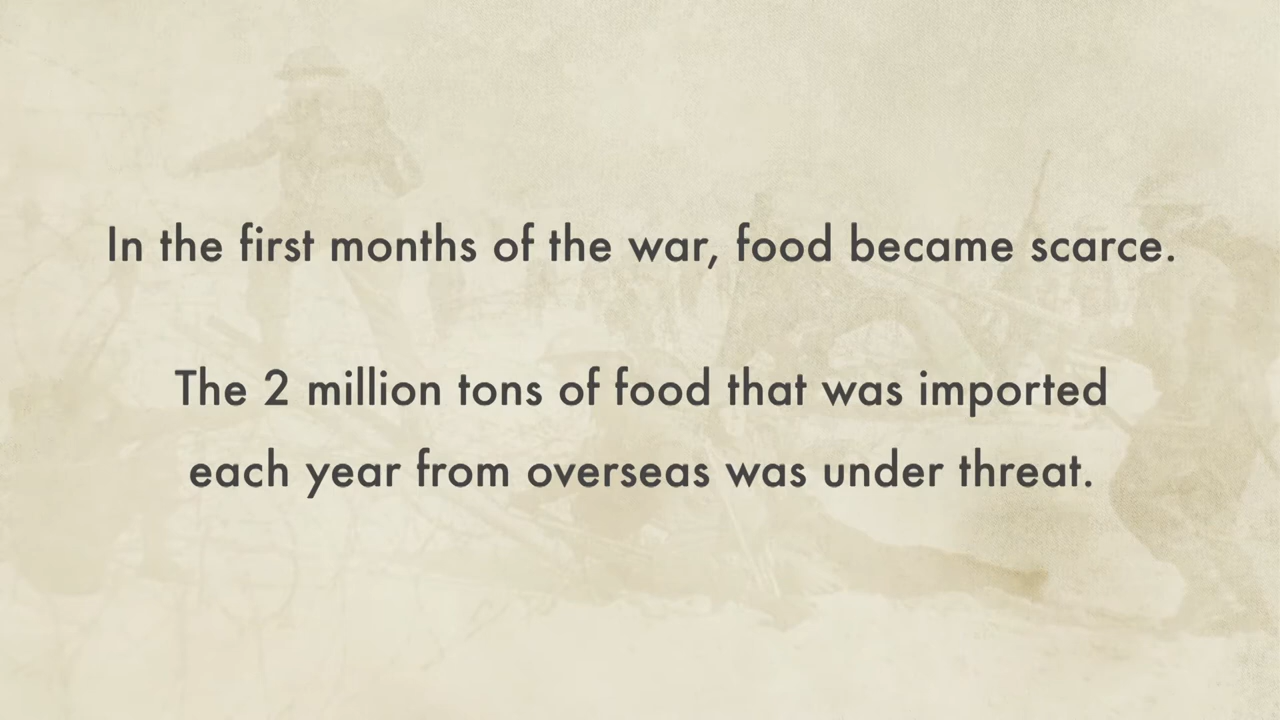 In the first months of the war, food became scarce.
The 2 million tons of food that was imported
each year from overseas was under threat.